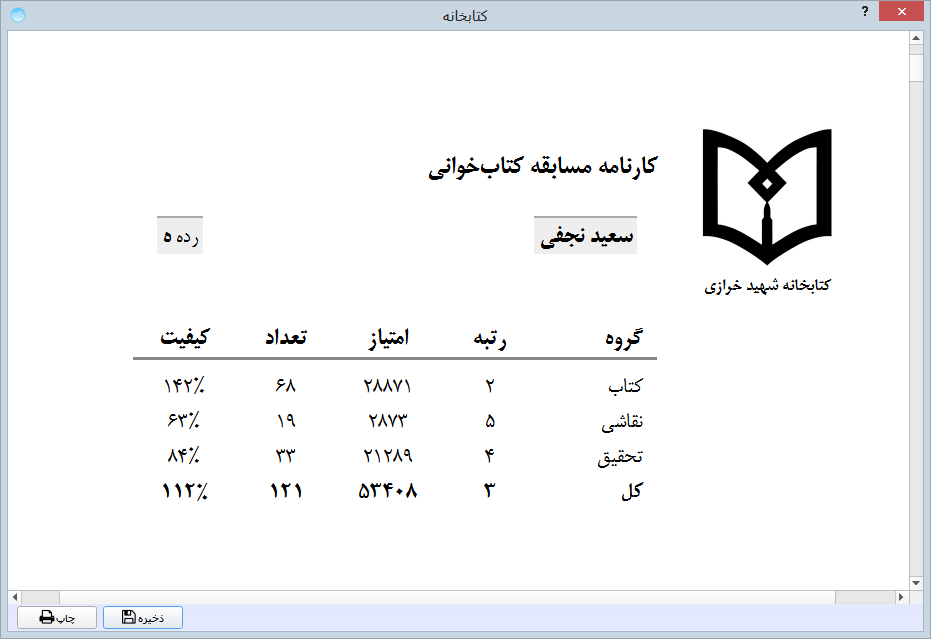 کتابخانه
?
کارنامه مسابقه کتاب‌خوانی
سعید نجفی
رده ه
کتابخانه شهید خرازی
گروه رتبه امتیاز تعداد کیفیت
کتاب ۲ ۲۸۸۷۱ ۶۸ ۱۴۲٪
نقاشی ۵ ۲۸۷۳ ۱۹ ۶۳٪
تحقیق ۴ ۲۱۲۸۹ ۳۳ ۸۴٪
کل ۳ ۵۳۴۰۸ ۱۲۱ ۱۱۲٪
ذخیره
چاپ